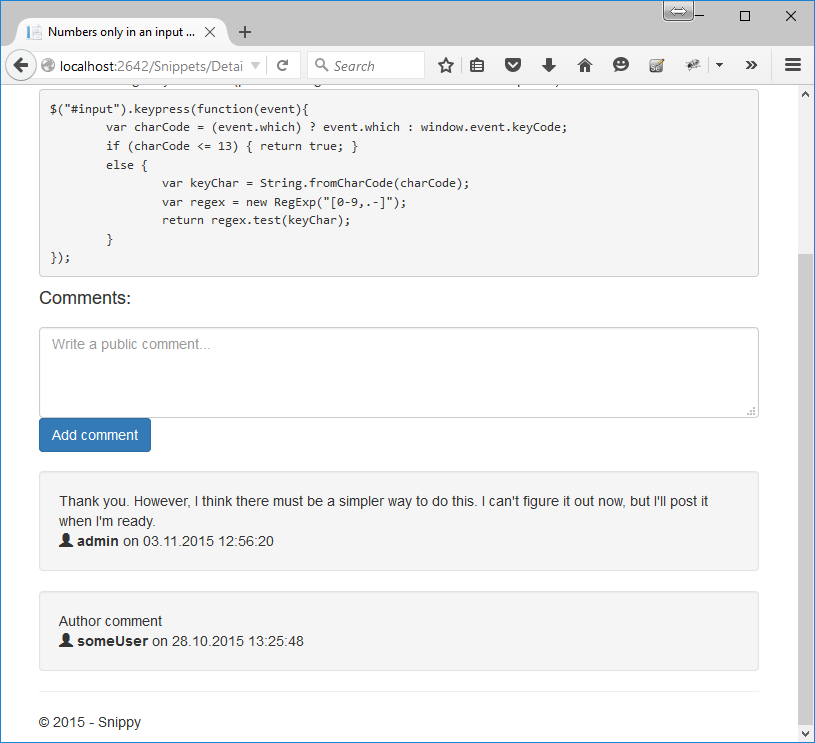 Numbers only in an input ...
localhost:2642/Snippets/Detai
Search
$("#input").keypress(function(event){
        var charCode = (event.which) ? event.which : window.event.keyCode;
        if (charCode <= 13) { return true; }
        else {
                var keyChar = String.fromCharCode(charCode);
                var regex = new RegExp("[0-9,.-]");
                return regex.test(keyChar);
        }
});
Comments:
Write a public comment...
Add comment
Thank you. However, I think there must be a simpler way to do this. I can't figure it out now, but I'll post it
when I'm ready.
admin on 03.11.2015 12:56:20
Author comment
someUser on 28.10.2015 13:25:48
© 2015 - Snippy